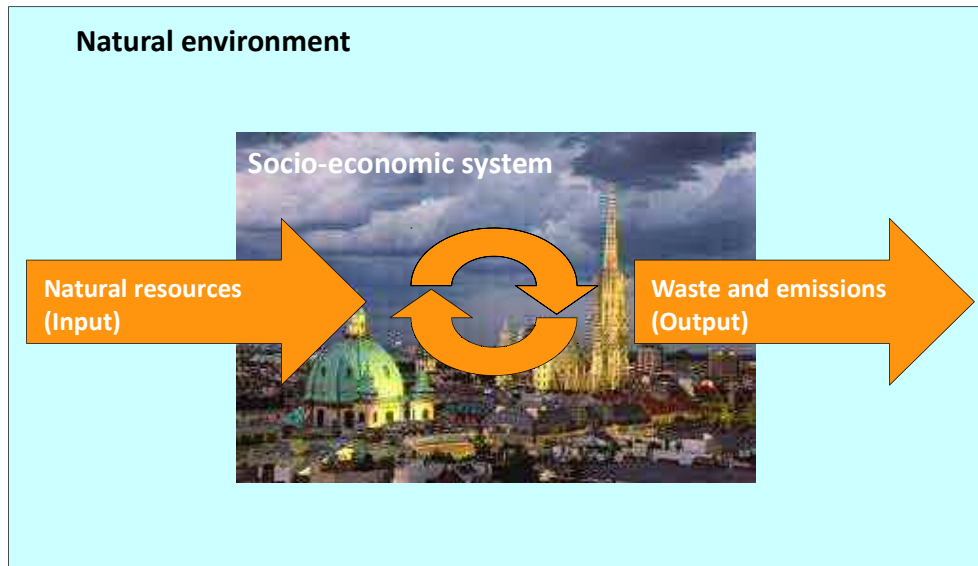 Natural environment
Socio-economic system
Natural resources
(Input)
Waste and emissions
(Output)